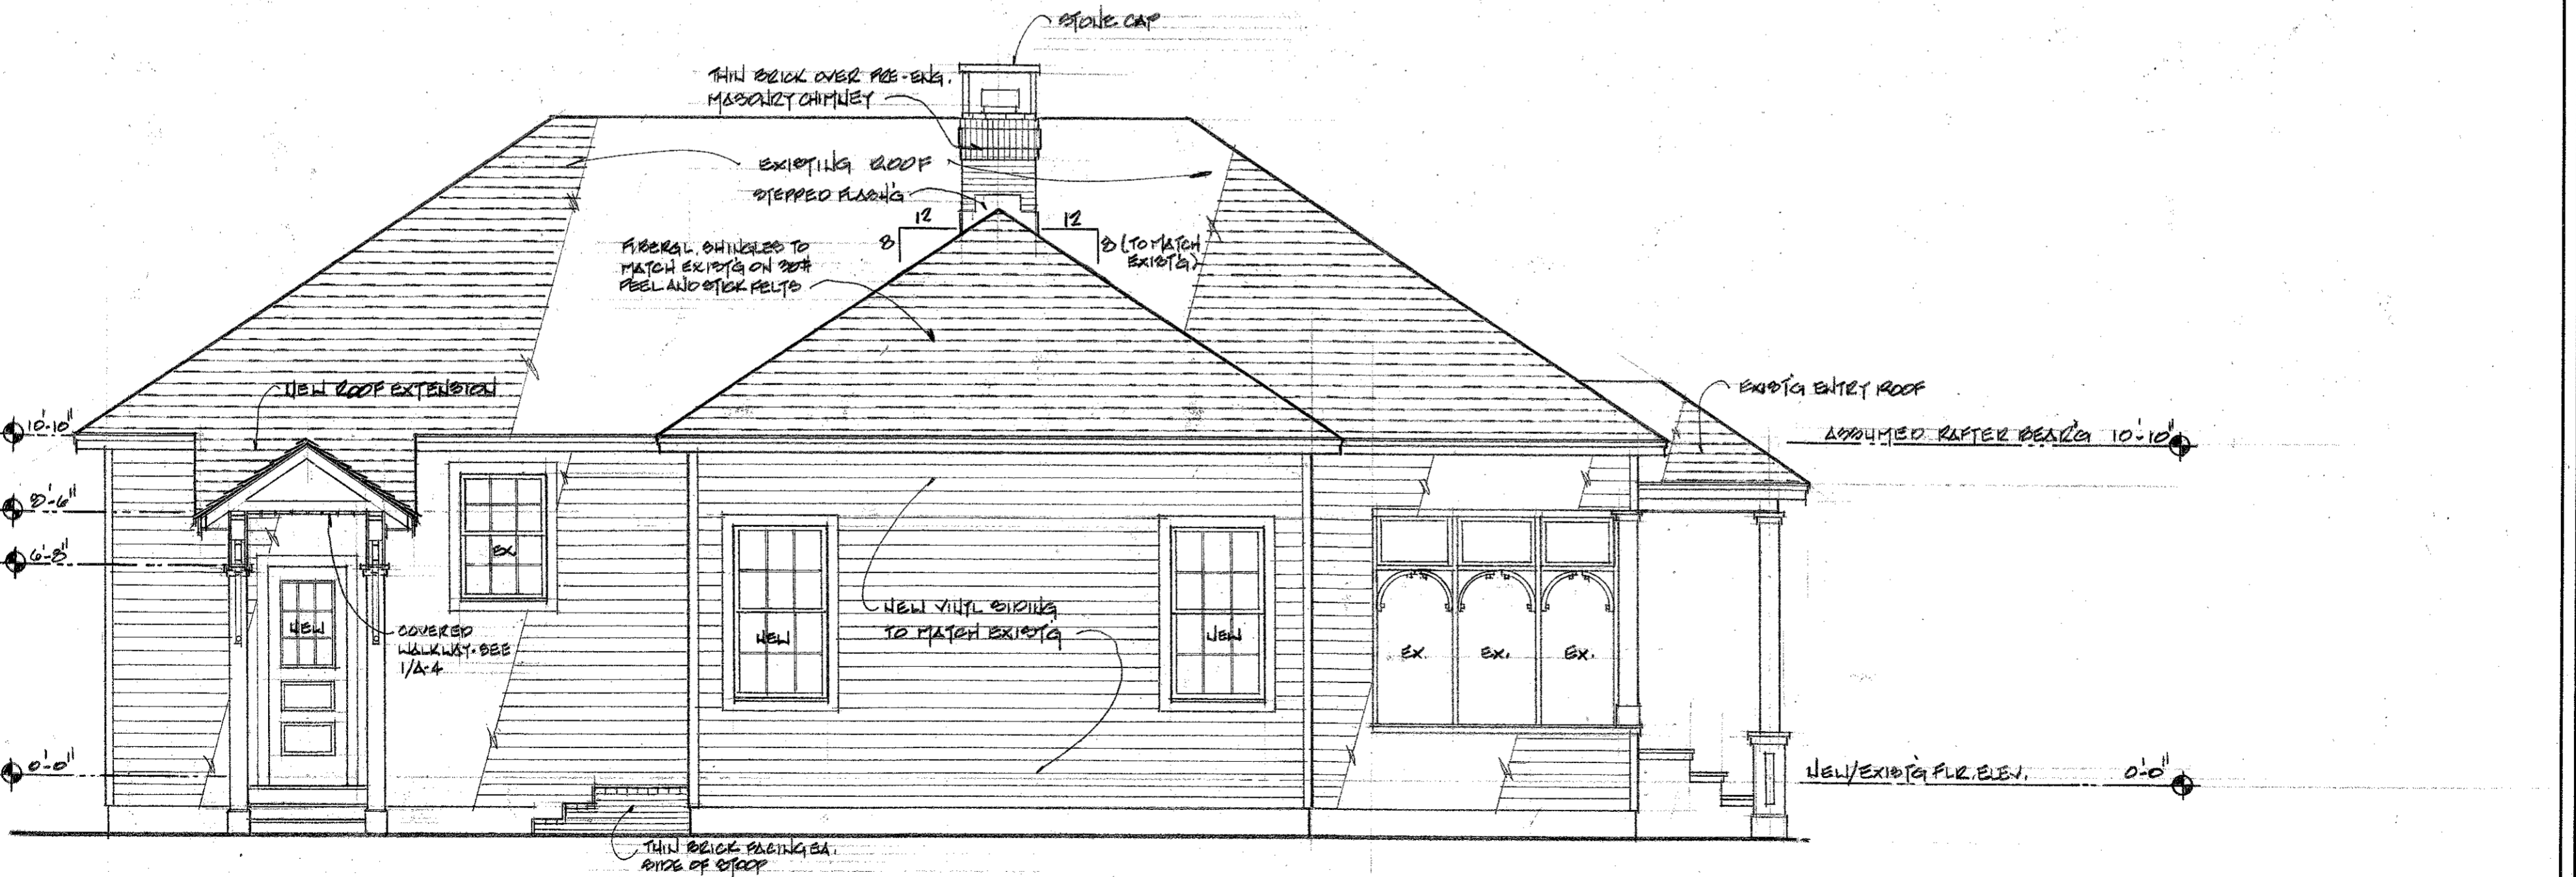 STONE CAP
THIN BRICK OVER PRE-ENG.
MASONRY CHIMNEY
EXISTING ROOF
STEPPED FLASH'G
12
12
8
8 (TO MATCH
EXIST'G)
FIBERGL. SHINGLES TO
MATCH EXIST'G ON 30#
PEEL AND STICK FELTS
NEW ROOF EXTENSION
EXIST'G ENTRY ROOF
10'-10"
ASSUMED RAFTER BEAR'G 10'-10"
8'-6"
6'-8"
EX
NEW
COVERED
WALKWAY. SEE
1/A-4
NEW VINYL SIDING
TO MATCH EXIST'G
NEW
NEW
EX.
EX.
EX.
0'-0"
NEW/EXIST'G FLR. ELEV. 0'-0"
THIN BRICK FACING EA.
SIDE OF STOOP